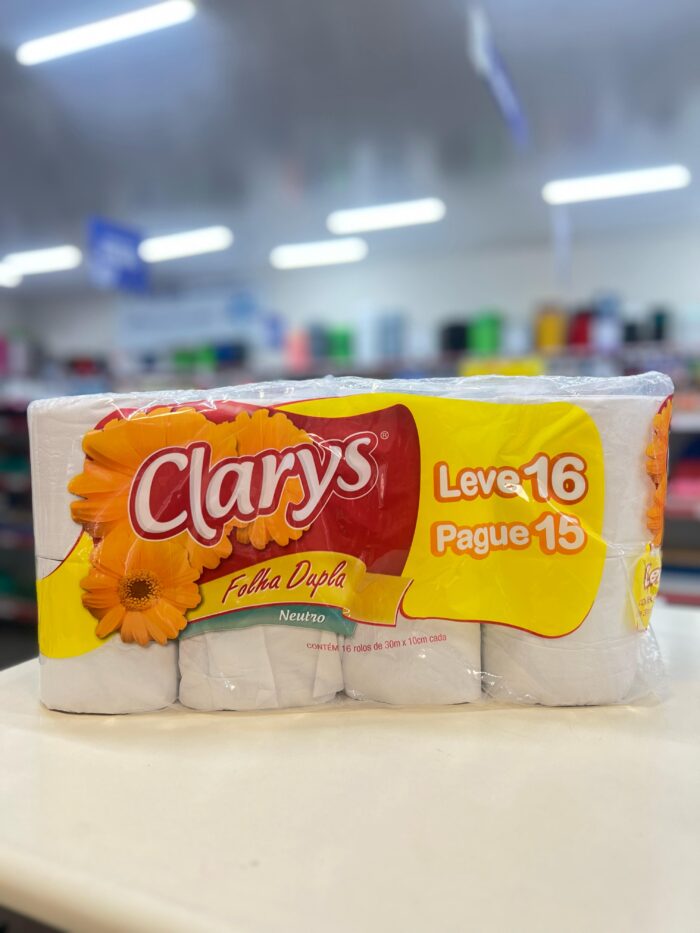 Clarys®
Leve 16
Pague 15
Folha Dupla
Neutro
CONTÉM 16 rolos de 30m x 10cm cada